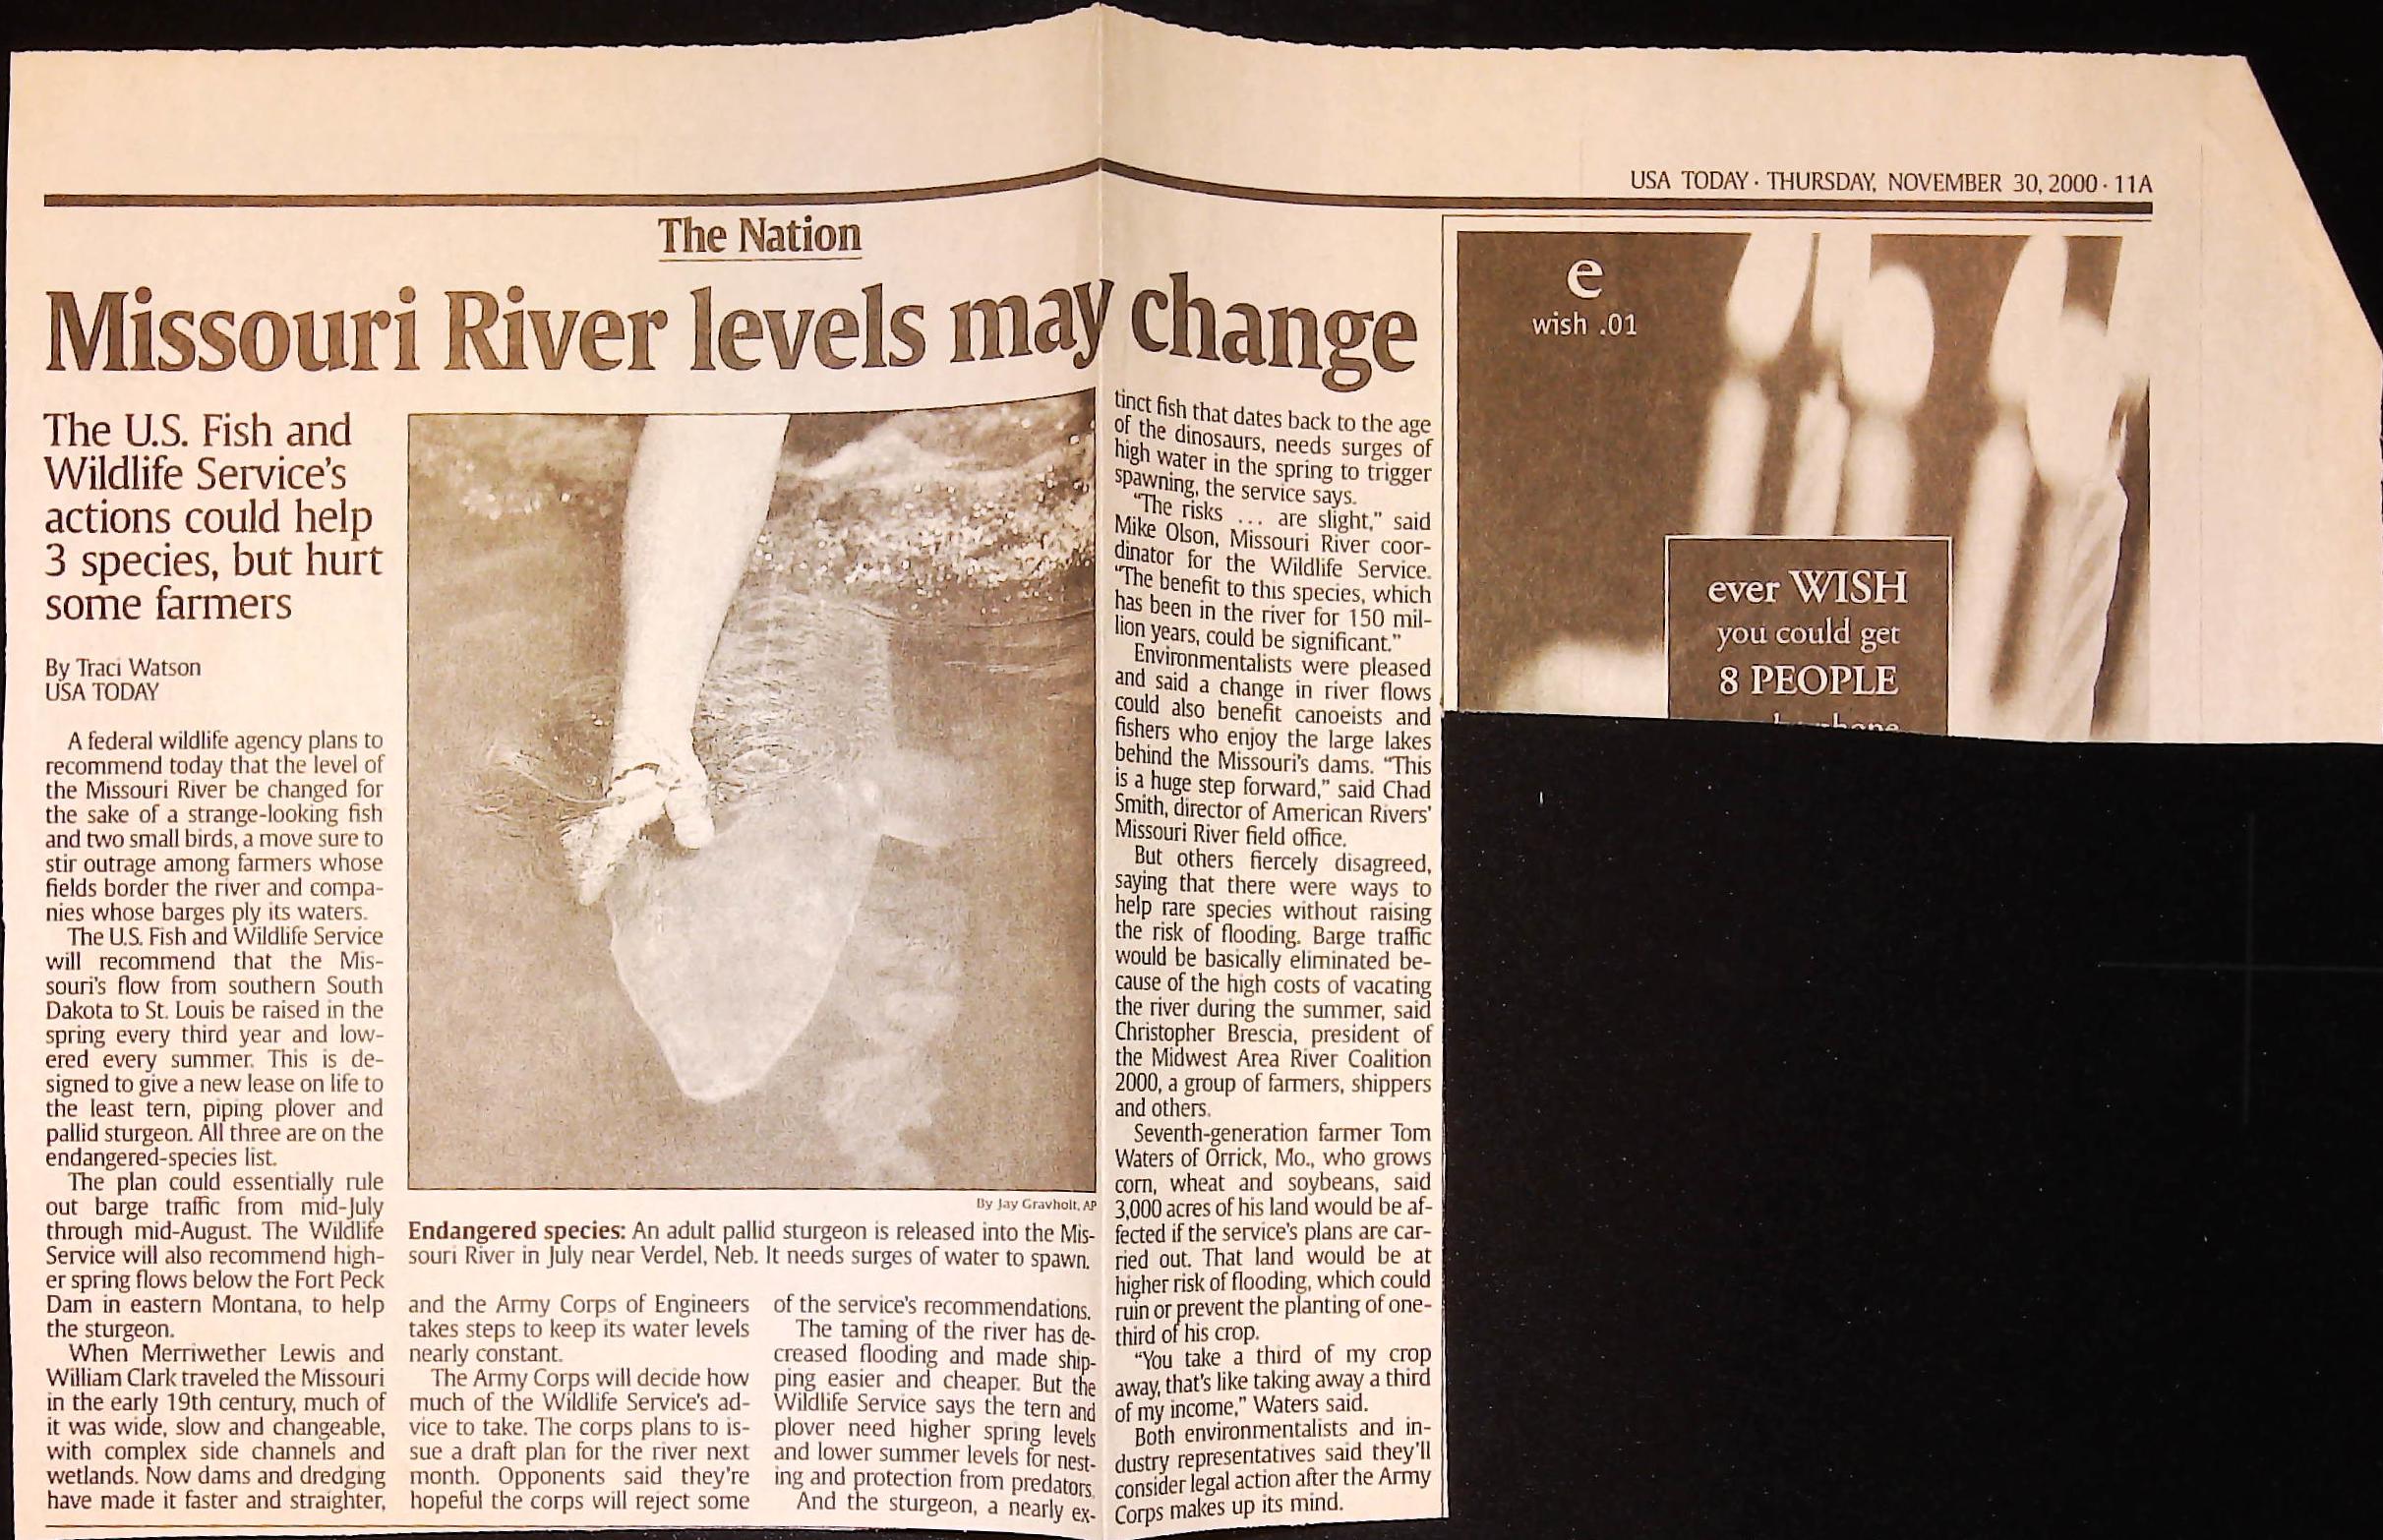 USA TODAY · THURSDAY, NOVEMBER 30, 2000 · 11A
The Nation
Missouri River levels may change
The U.S. Fish and
Wildlife Service's
actions could help
3 species, but hurt
some farmers
By Traci Watson
USA TODAY
A federal wildlife agency plans to
recommend today that the level of
the Missouri River be changed for
the sake of a strange-looking fish
and two small birds, a move sure to
stir outrage among farmers whose
fields border the river and compa-
nies whose barges ply its waters.
The U.S. Fish and Wildlife Service
will recommend that the Mis-
souri's flow from southern South
Dakota to St. Louis be raised in the
spring every third year and low-
ered every summer. This is de-
signed to give a new lease on life to
the least tern, piping plover and
pallid sturgeon. All three are on the
endangered-species list.
The plan could essentially rule
out barge traffic from mid-July
through mid-August. The Wildlife
Service will also recommend high-
er spring flows below the Fort Peck
Dam in eastern Montana, to help
the sturgeon.
When Merriwether Lewis and
William Clark traveled the Missouri
in the early 19th century, much of
it was wide, slow and changeable,
with complex side channels and
wetlands. Now dams and dredging
have made it faster and straighter,
By Jay Gravholt, AP
Endangered species: An adult pallid sturgeon is released into the Mis-
souri River in July near Verdel, Neb. It needs surges of water to spawn.
and the Army Corps of Engineers
takes steps to keep its water levels
nearly constant.
The Army Corps will decide how
much of the Wildlife Service's ad-
vice to take. The corps plans to is-
sue a draft plan for the river next
month. Opponents said they're
hopeful the corps will reject some
of the service's recommendations.
The taming of the river has de-
creased flooding and made ship-
ping easier and cheaper. But the
Wildlife Service says the tern and
plover need higher spring levels
and lower summer levels for nest-
ing and protection from predators.
And the sturgeon, a nearly ex-
tinct fish that dates back to the age
of the dinosaurs, needs surges of
high water in the spring to trigger
spawning, the service says.
"The risks ... are slight," said
Mike Olson, Missouri River coor-
dinator for the Wildlife Service.
"The benefit to this species, which
has been in the river for 150 mil-
lion years, could be significant."
Environmentalists were pleased
and said a change in river flows
could also benefit canoeists and
fishers who enjoy the large lakes
behind the Missouri's dams. "This
is a huge step forward," said Chad
Smith, director of American Rivers'
Missouri River field office.
But others fiercely disagreed,
saying that there were ways to
help rare species without raising
the risk of flooding. Barge traffic
would be basically eliminated be-
cause of the high costs of vacating
the river during the summer, said
Christopher Brescia, president of
the Midwest Area River Coalition
2000, a group of farmers, shippers
and others.
Seventh-generation farmer Tom
Waters of Orrick, Mo., who grows
corn, wheat and soybeans, said
3,000 acres of his land would be af-
fected if the service's plans are car-
ried out. That land would be at
higher risk of flooding, which could
ruin or prevent the planting of one-
third of his crop.
"You take a third of my crop
away, that's like taking away a third
of my income," Waters said.
Both environmentalists and in-
dustry representatives said they'll
consider legal action after the Army
Corps makes up its mind.
e
wish .01
ever WISH
you could get
8 PEOPLE